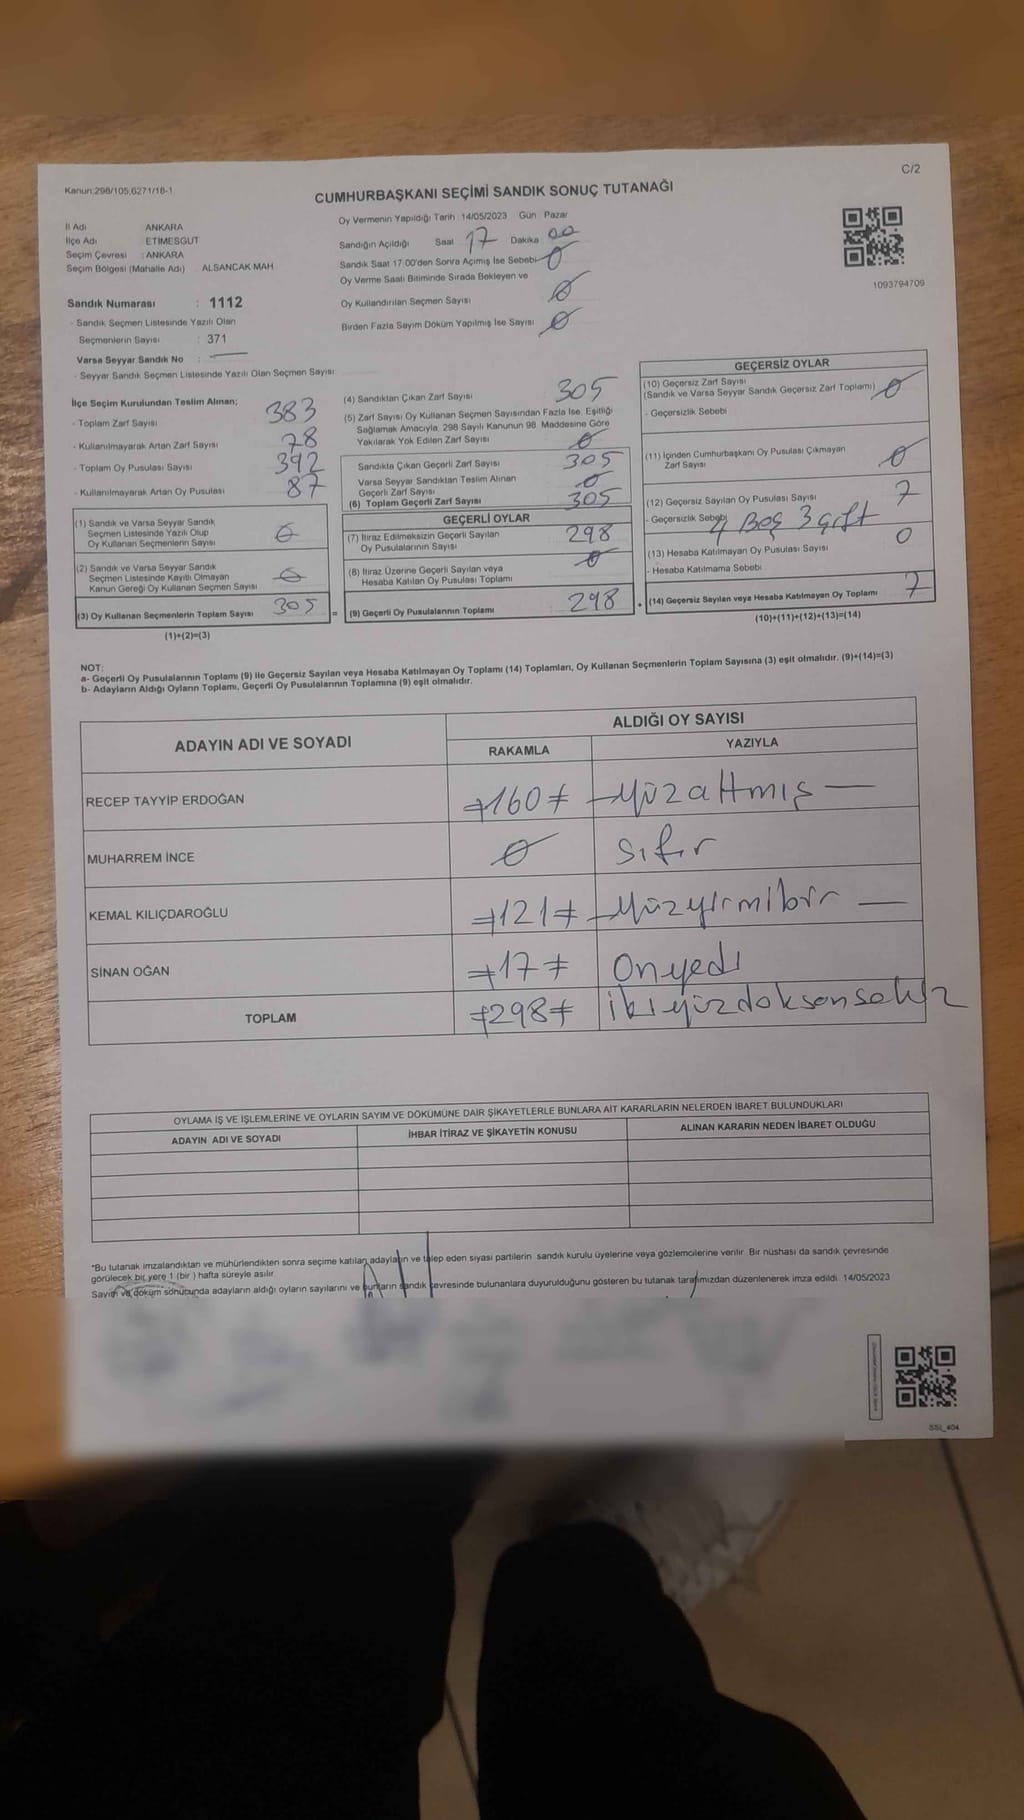 Kanun:298/105,6271/18-1
C/2
CUMHURBAŞKANI SEÇİMİ SANDIK SONUÇ TUTANAĞI
İl Adı ANKARA
İlçe Adı ETİMESGUT
Seçim Çevresi : ANKARA
Seçim Bölgesi (Mahalle Adı) ALSANCAK MAH
Sandık Numarası : 1112
- Sandık Seçmen Listesinde Yazılı Olan
Seçmenlerin Sayısı : 371
Varsa Seyyar Sandık No :
- Seyyar Sandık Seçmen Listesinde Yazılı Olan Seçmen Sayısı:
Oy Vermenin Yapıldığı Tarih 14/05/2023 Gün Pazar
Sandığın Açıldığı Saat 17 Dakika 00
Sandık Saat 17:00'den Sonra Açımış İse Sebebi 0
Oy Verme Saati Bitiminde Sırada Bekleyen ve
Oy Kullandırılan Seçmen Sayısı 0
Birden Fazla Sayım Döküm Yapılmış İse Sayısı 0
1093794709
İlçe Seçim Kurulundan Teslim Alınan;
- Toplam Zarf Sayısı 383
- Kullanılmayarak Artan Zarf Sayısı 78
- Toplam Oy Pusulası Sayısı 392
- Kullanılmayarak Artan Oy Pusulası 87
(1) Sandık ve Varsa Seyyar Sandık
Seçmen Listesinde Yazılı Olup
Oy Kullanan Seçmenlerin Sayısı 0
(2) Sandık ve Varsa Seyyar Sandık
Seçmen Listesinde Kayıtlı Olmayan
Kanun Gereği Oy Kullanan Seçmen Sayısı 0
(3) Oy Kullanan Seçmenlerin Toplam Sayısı 305 =
(1)+(2)=(3)
(4) Sandıktan Çıkan Zarf Sayısı 305
(5) Zarf Sayısı Oy Kullanan Seçmen Sayısından Fazla İse, Eşitliği
Sağlamak Amacıyla, 298 Sayılı Kanunun 98. Maddesine Göre
Yakılarak Yok Edilen Zarf Sayısı 0
Sandıkta Çıkan Geçerli Zarf Sayısı 305
Varsa Seyyar Sandıktan Teslim Alınan
Geçerli Zarf Sayısı 0
(6) Toplam Geçerli Zarf Sayısı 305
GEÇERLİ OYLAR
(7) İtiraz Edilmeksizin Geçerli Sayılan
Oy Pusulalarının Sayısı 298
(8) İtiraz Üzerine Geçerli Sayılan veya
Hesaba Katılan Oy Pusulası Toplamı 0
(9) Geçerli Oy Pusulalarının Toplamı 298
GEÇERSİZ OYLAR
(10) Geçersiz Zarf Sayısı
(Sandık ve Varsa Seyyar Sandık Geçersiz Zarf Toplamı) 0
- Geçersizlik Sebebi
(11) İçinden Cumhurbaşkanı Oy Pusulası Çıkmayan
Zarf Sayısı 0
(12) Geçersiz Sayılan Oy Pusulası Sayısı 7
- Geçersizlik Sebebi 4 Boş 3 çift
(13) Hesaba Katılmayan Oy Pusulası Sayısı 0
- Hesaba Katılmama Sebebi :
(14) Geçersiz Sayılan veya Hesaba Katılmayan Oy Toplamı 7
(10)+(11)+(12)+(13)=(14)
NOT:
a- Geçerli Oy Pusulalarının Toplamı (9) ile Geçersiz Sayılan veya Hesaba Katılmayan Oy Toplamı (14) Toplamları, Oy Kullanan Seçmenlerin Toplam Sayısına (3) eşit olmalıdır. (9)+(14)=(3)
b- Adayların Aldığı Oyların Toplamı, Geçerli Oy Pusulalarının Toplamına (9) eşit olmalıdır.
ADAYIN ADI VE SOYADI
ALDIĞI OY SAYISI
RAKAMLA YAZIYLA
RECEP TAYYİP ERDOĞAN ≠160≠ —Yüzaltmış—
MUHARREM İNCE 0 Sıfır
KEMAL KILIÇDAROĞLU ≠121≠ —Yüzyirmibir—
SİNAN OĞAN ≠17≠ Onyedi
TOPLAM ≠298≠ ikiyüzdoksansekiz
OYLAMA İŞ VE İŞLEMLERİNE VE OYLARIN SAYIM VE DÖKÜMÜNE DAİR ŞİKAYETLERLE BUNLARA AİT KARARLARIN NELERDEN İBARET BULUNDUKLARI
ADAYIN ADI VE SOYADI İHBAR İTİRAZ VE ŞİKAYETİN KONUSU ALINAN KARARIN NEDEN İBARET OLDUĞU
*Bu tutanak imzalandıktan ve mühürlendikten sonra seçime katılan adayların ve talep eden siyasi partilerin sandık kurulu üyelerine veya gözlemcilerine verilir. Bir nüshası da sandık çevresinde
görülecek bir yere 1 (bir) hafta süreyle asılır.
Sayım ve döküm sonucunda adayların aldığı oyların sayılarını ve bunların sandık çevresinde bulunanlara duyurulduğunu gösteren bu tutanak tarafımızdan düzenlenerek imza edildi. 14/05/2023
SSI_404